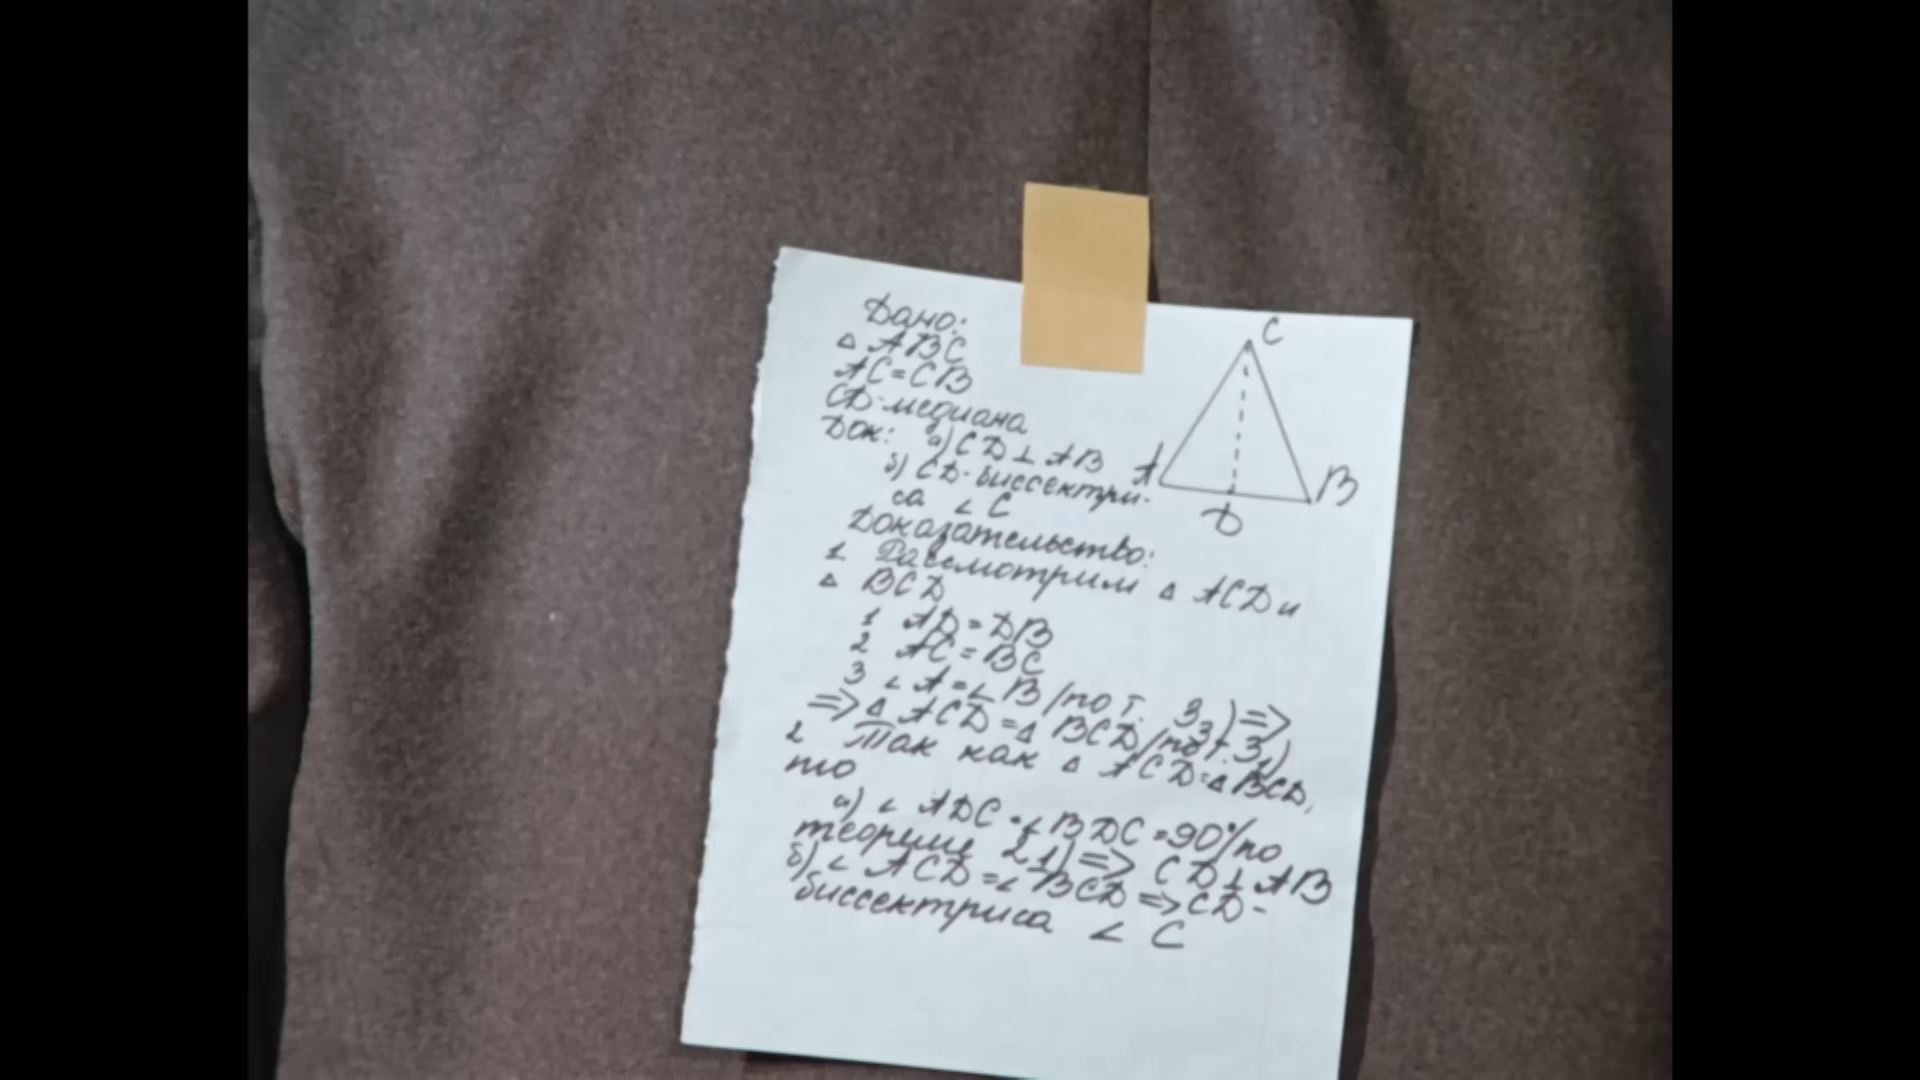 Дано:
△ ABC
AC=CB
CD-медиана
Док: а) CD ⊥ AB
б) CD-биссектри-
са ∠ C
Доказательство:
1 Рассмотрим △ ACD и
△ BCD
1 AD = DB
2 AC = BC
3 ∠ A = ∠ B (по т. 3₃) =>
=> △ ACD = △ BCD (по т. 3₁)
2 Так как △ ACD = △ BCD,
то
а) ∠ ADC = ∠ BDC = 90° (по
теореме 2₁) => CD ⊥ AB
б) ∠ ACD = ∠ BCD => CD -
биссектриса ∠ C
C
A
B
D